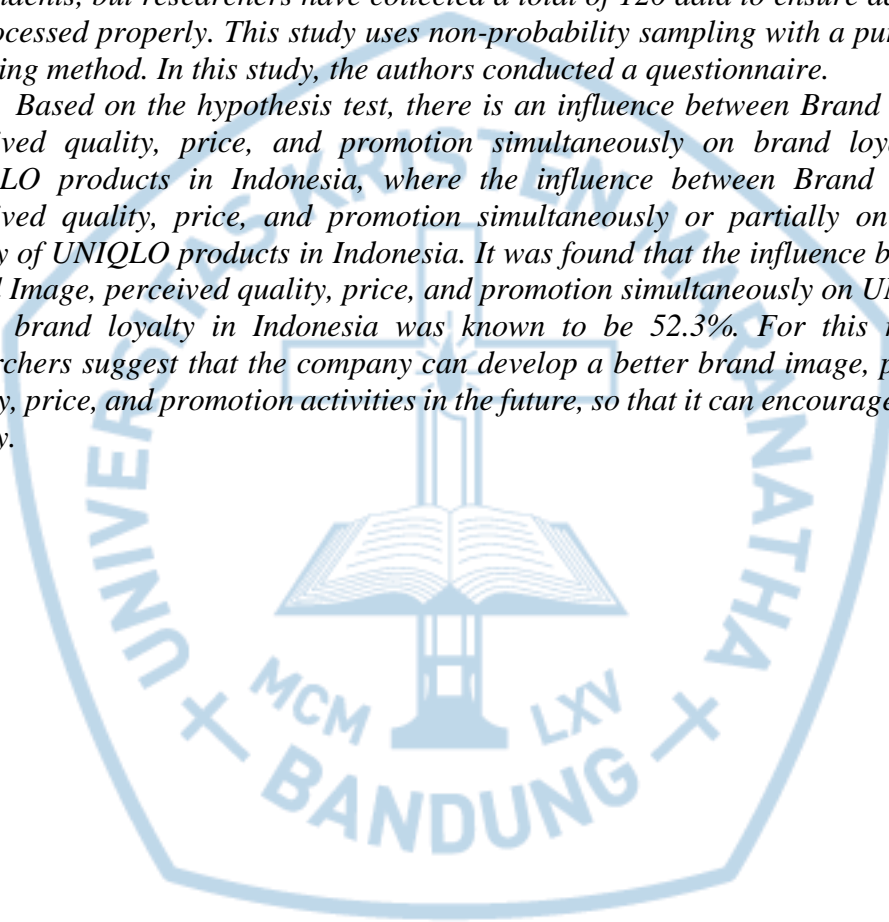 dents, but researchers have collected a total of 120 data to ensure
ocessed properly. This study uses non-probability sampling with a pu
ing method. In this study, the authors conducted a questionnaire.
Based on the hypothesis test, there is an influence between Brand
ved quality, price, and promotion simultaneously on brand loy
LO products in Indonesia, where the influence between Brand
ved quality, price, and promotion simultaneously or partially on
y of UNIQLO products in Indonesia. It was found that the influence b
Image, perceived quality, price, and promotion simultaneously on UN
brand loyalty in Indonesia was known to be 52.3%. For this
rchers suggest that the company can develop a better brand image, p
y, price, and promotion activities in the future, so that it can encourage
y.
UNIVERSITAS KRISTEN MARANATHA
MCM LXV
BANDUNG